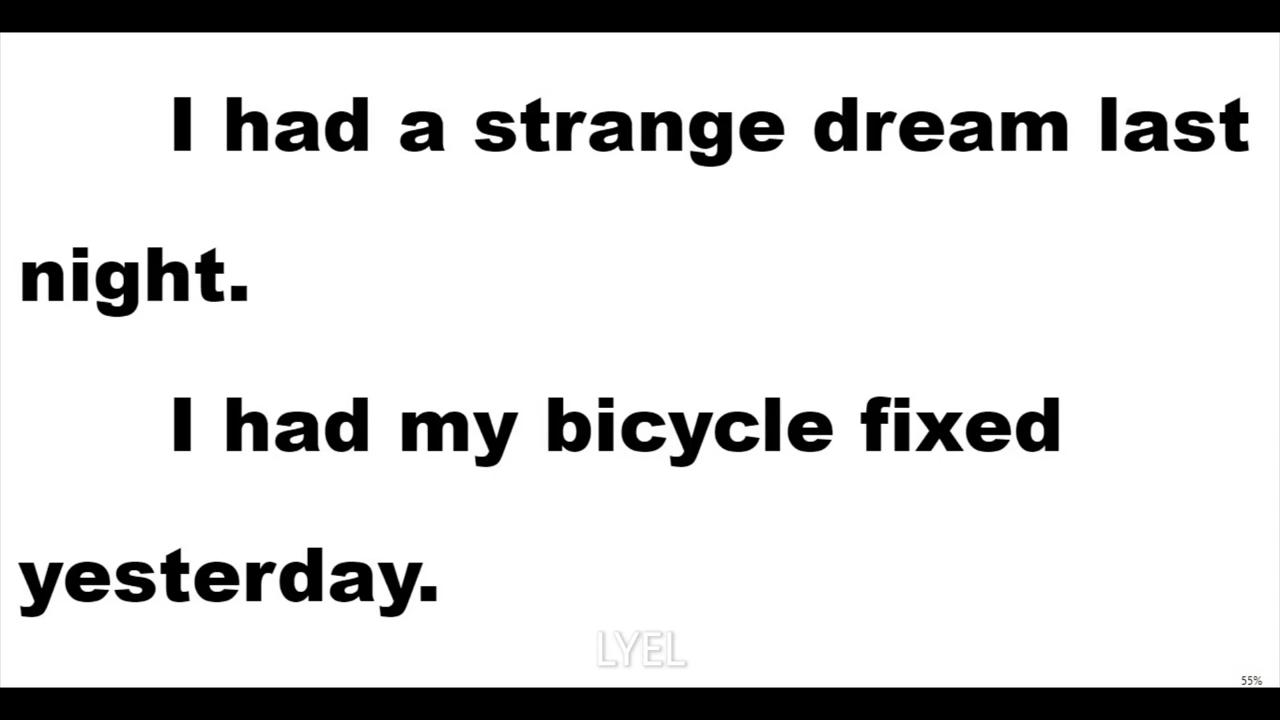 I had a strange dream last
night.
I had my bicycle fixed
yesterday.
LYEL
55%